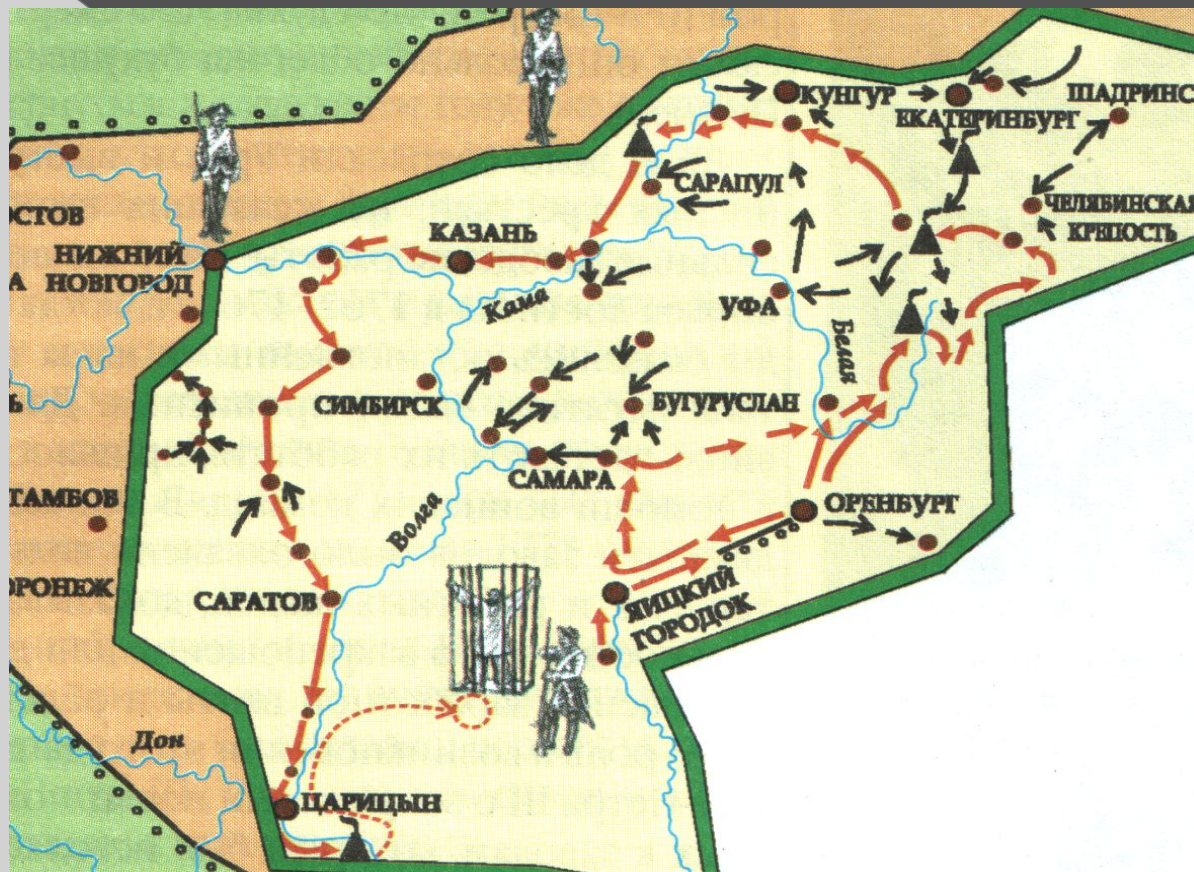 КУНГУР
ЕКАТЕРИНБУРГ
ШАДРИНС
САРАПУЛ
ЧЕЛЯБИНСКАЯ
КРЕПОСТЬ
ОСТОВ
НИЖНИЙ
НОВГОРОД
А
КАЗАНЬ
Кама
УФА
Белая
Ь
СИМБИРСК
БУГУРУСЛАН
САМАРА
ТАМБОВ
Волга
ОРЕНБУРГ
ОРОНЕЖ
САРАТОВ
ЯИЦКИЙ
ГОРОДОК
Дон
ЦАРИЦЫН